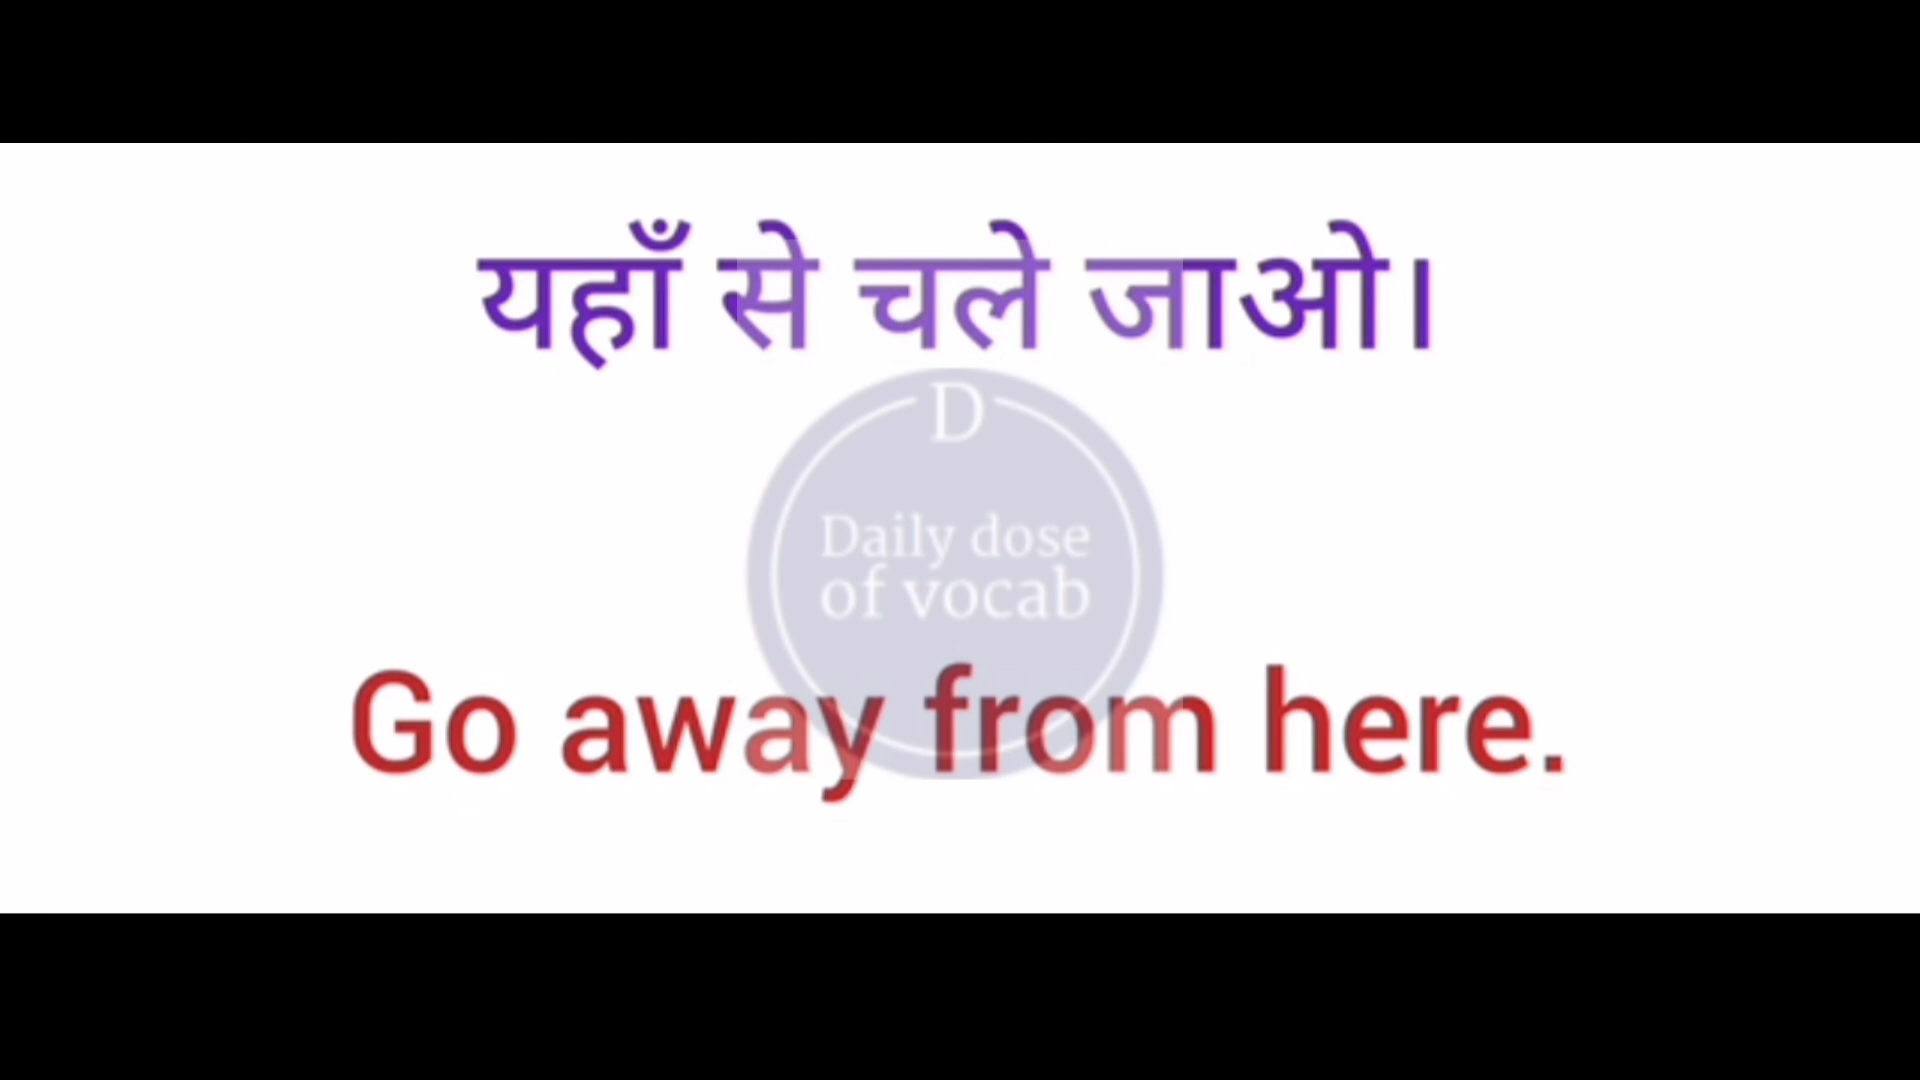 यहाँ से चले जाओ।
D
Daily dose
of vocab
Go away from here.